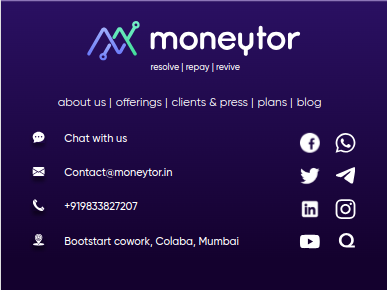 moneytor
resolve | repay | revive
about us | offerings | clients & press | plans | blog
Chat with us
Contact@moneytor.in
+919833827207
Bootstart cowork, Colaba, Mumbai